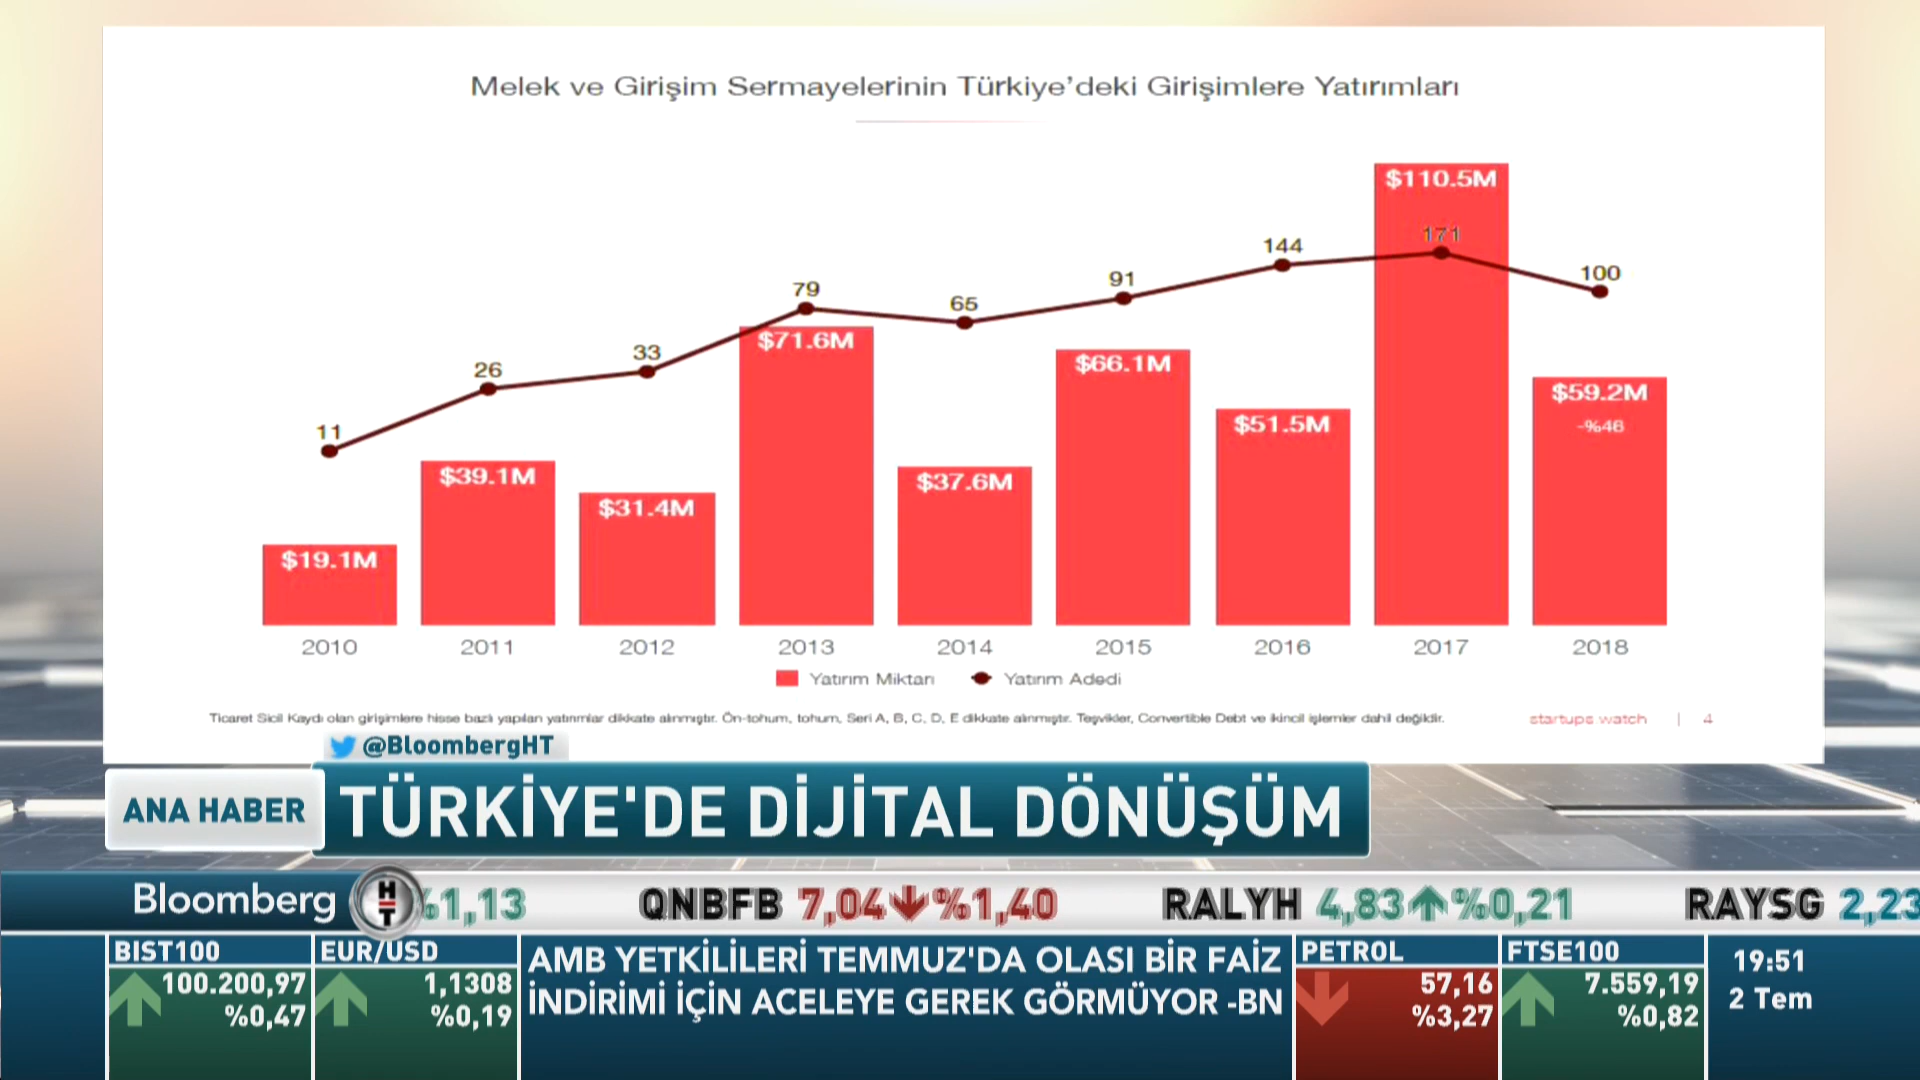 Melek ve Girişim Sermayelerinin Türkiye'deki Girişimlere Yatırımları
$110.5M
171
144
100
79
91
65
$71.6M
33
$66.1M
26
$59.2M
-%46
11
$51.5M
$39.1M
$37.6M
$31.4M
$19.1M
2010 2011 2012 2013 2014 2015 2016 2017 2018
Yatırım Miktarı Yatırım Adedi
Ticaret Sicil Kaydı olan girişimlere hisse bazlı yapılan yatırımlar dikkate alınmıştır. Ön-tohum, tohum, Seri A, B, C, D, E dikkate alınmıştır. Teşvikler, Convertible Debt ve ikincil işlemler dahil değildir.
startups.watch | 4
@BloombergHT
ANA HABER
TÜRKİYE'DE DİJİTAL DÖNÜŞÜM
Bloomberg HT %1,13 QNBFB 7,04 %1,40 RALYH 4,83 %0,21 RAYSG 2,23
BIST100
100.200,97
%0,47
EUR/USD
1,1308
%0,19
AMB YETKİLİLERİ TEMMUZ'DA OLASI BİR FAİZ
İNDİRİMİ İÇİN ACELEYE GEREK GÖRMÜYOR -BN
PETROL
57,16
%3,27
FTSE100
7.559,19
%0,82
19:51
2 Tem